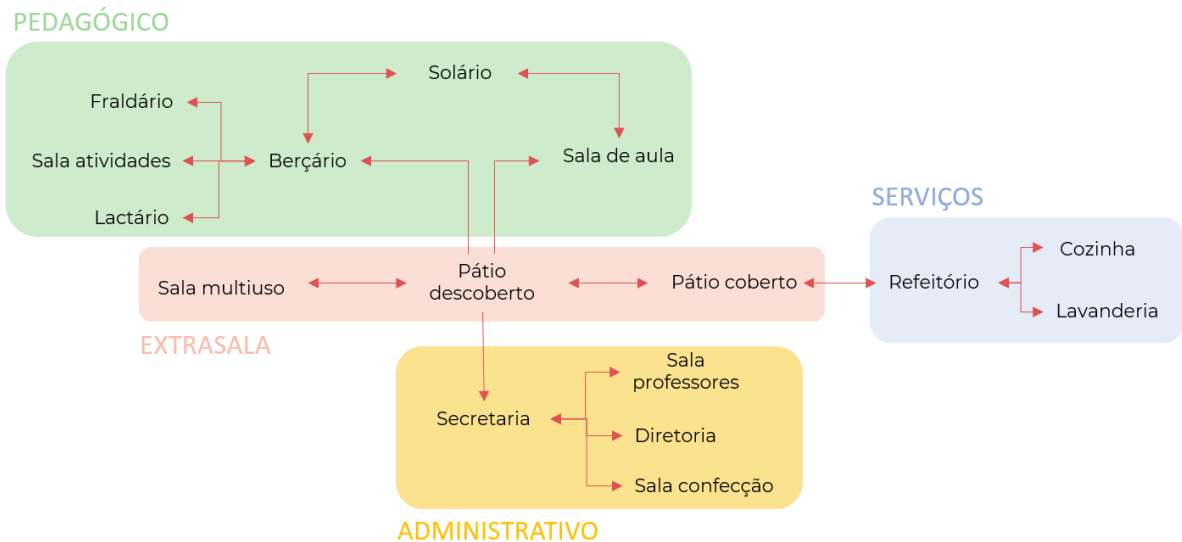 PEDAGÓGICO
Solário
Fraldário
Sala atividades
Berçário
Sala de aula
Lactário
SERVIÇOS
Cozinha
Refeitório
Lavanderia
Sala multiuso
Pátio
descoberto
Pátio coberto
EXTRASALA
Sala
professores
Secretaria
Diretoria
Sala confecção
ADMINISTRATIVO